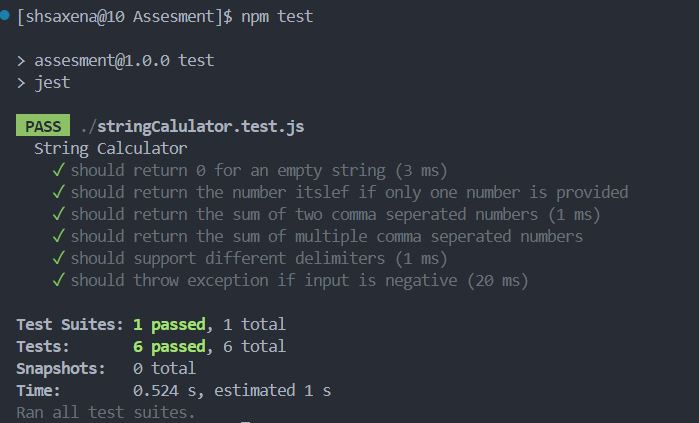 [shsaxena@10 Assesment]$ npm test
> assesment@1.0.0 test
> jest
PASS ./stringCalulator.test.js
String Calculator
✓ should return 0 for an empty string (3 ms)
✓ should return the number itslef if only one number is provided
✓ should return the sum of two comma seperated numbers (1 ms)
✓ should return the sum of multiple comma seperated numbers
✓ should support different delimiters (1 ms)
✓ should throw exception if input is negative (20 ms)
Test Suites: 1 passed, 1 total
Tests: 6 passed, 6 total
Snapshots: 0 total
Time: 0.524 s, estimated 1 s
Ran all test suites.